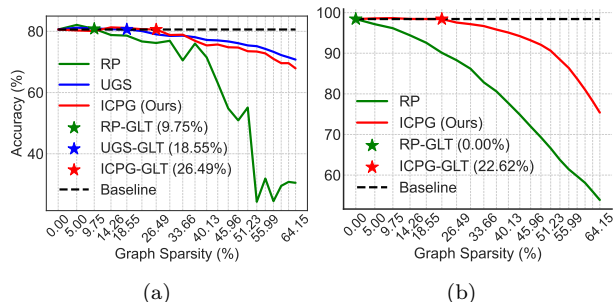 80
60
40
Accuracy (%)
RP
UGS
ICPG (Ours)
RP-GLT (9.75%)
UGS-GLT (18.55%)
ICPG-GLT (26.49%)
Baseline
0.00 5.00 9.75 14.26 18.55 26.49 33.66 40.13 45.96 51.23 55.99 64.15
Graph Sparsity (%)
(a)
100
90
80
70
60
RP
ICPG (Ours)
RP-GLT (0.00%)
ICPG-GLT (22.62%)
Baseline
0.00 5.00 9.75 14.26 18.55 26.49 33.66 40.13 45.96 51.23 55.99 64.15
Graph Sparsity (%)
(b)